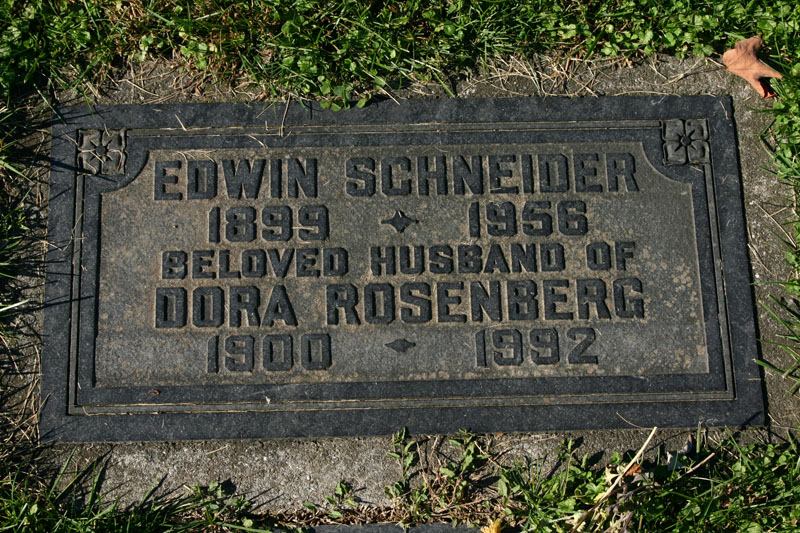 EDWIN SCHNEIDER
1899 1956
BELOVED HUSBAND OF
DORA ROSENBERG
1900 1992